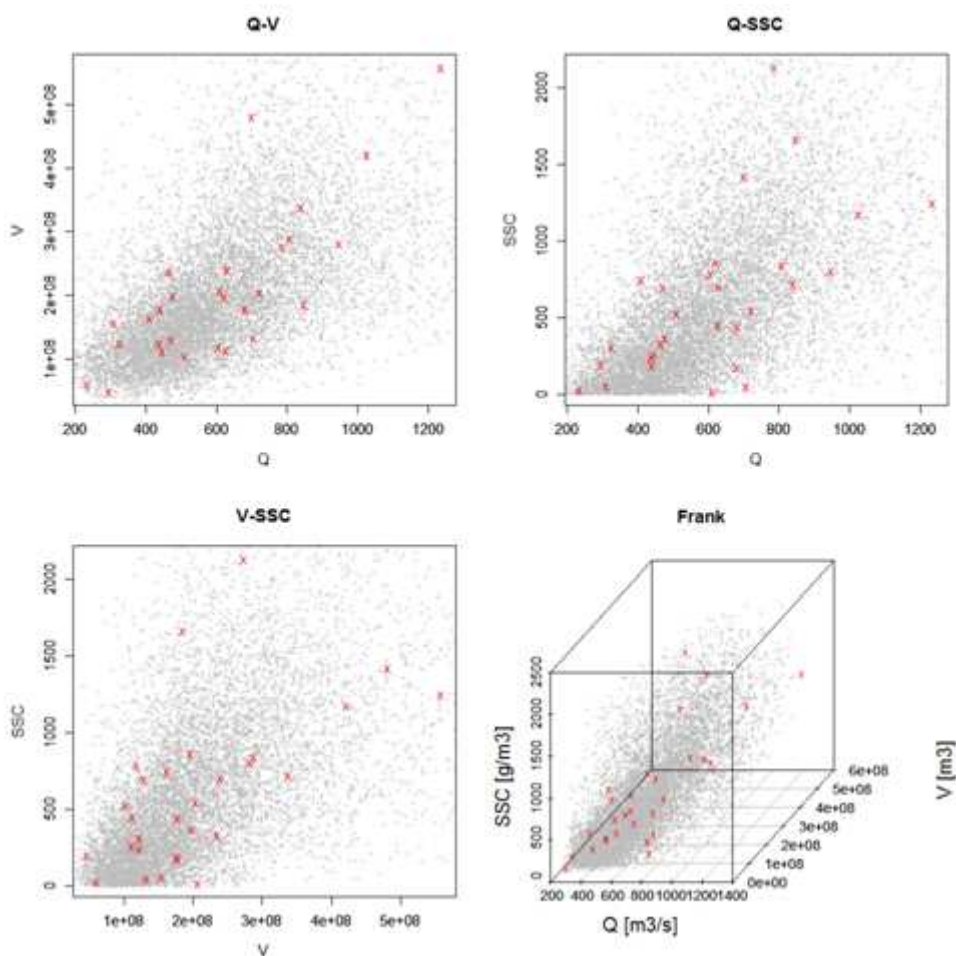 Q-V
V
1e+08 2e+08 3e+08 4e+08 5e+08
200 400 600 800 1000 1200
Q
Q-SSC
SSC
0 500 1000 1500 2000
200 400 600 800 1000 1200
Q
V-SSC
SSC
0 500 1000 1500 2000
1e+08 2e+08 3e+08 4e+08 5e+08
V
Frank
SSC [g/m3]
0 500 1000 1500 2000 2500
200 400 600 800 1000 1200 1400
Q [m3/s]
0e+00 1e+08 2e+08 3e+08 4e+08 5e+08 6e+08
V [m3]